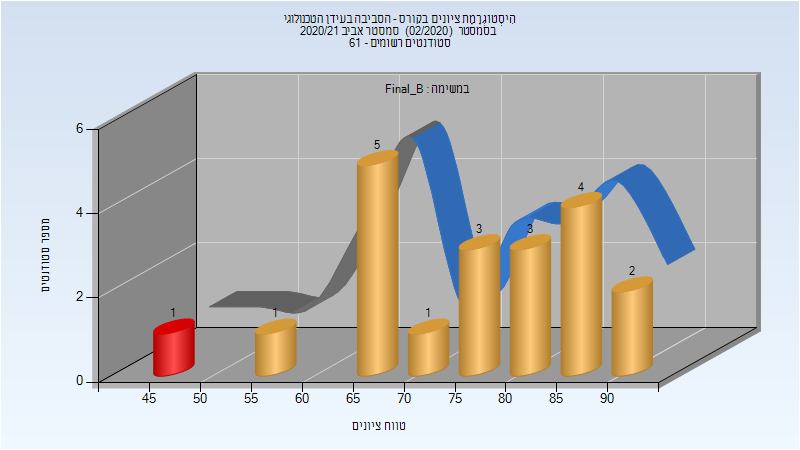 היסטוגרמת ציונים בקורס - הסביבה בעידן הטכנולוגי
בסמסטר (02/2020) סמסטר אביב 2020/21
סטודנטים רשומים - 61
במשימה : Final_B
מספר סטודנטים
6
4
2
0
1
1
5
1
3
3
4
2
45 50 55 60 65 70 75 80 85 90
טווח ציונים